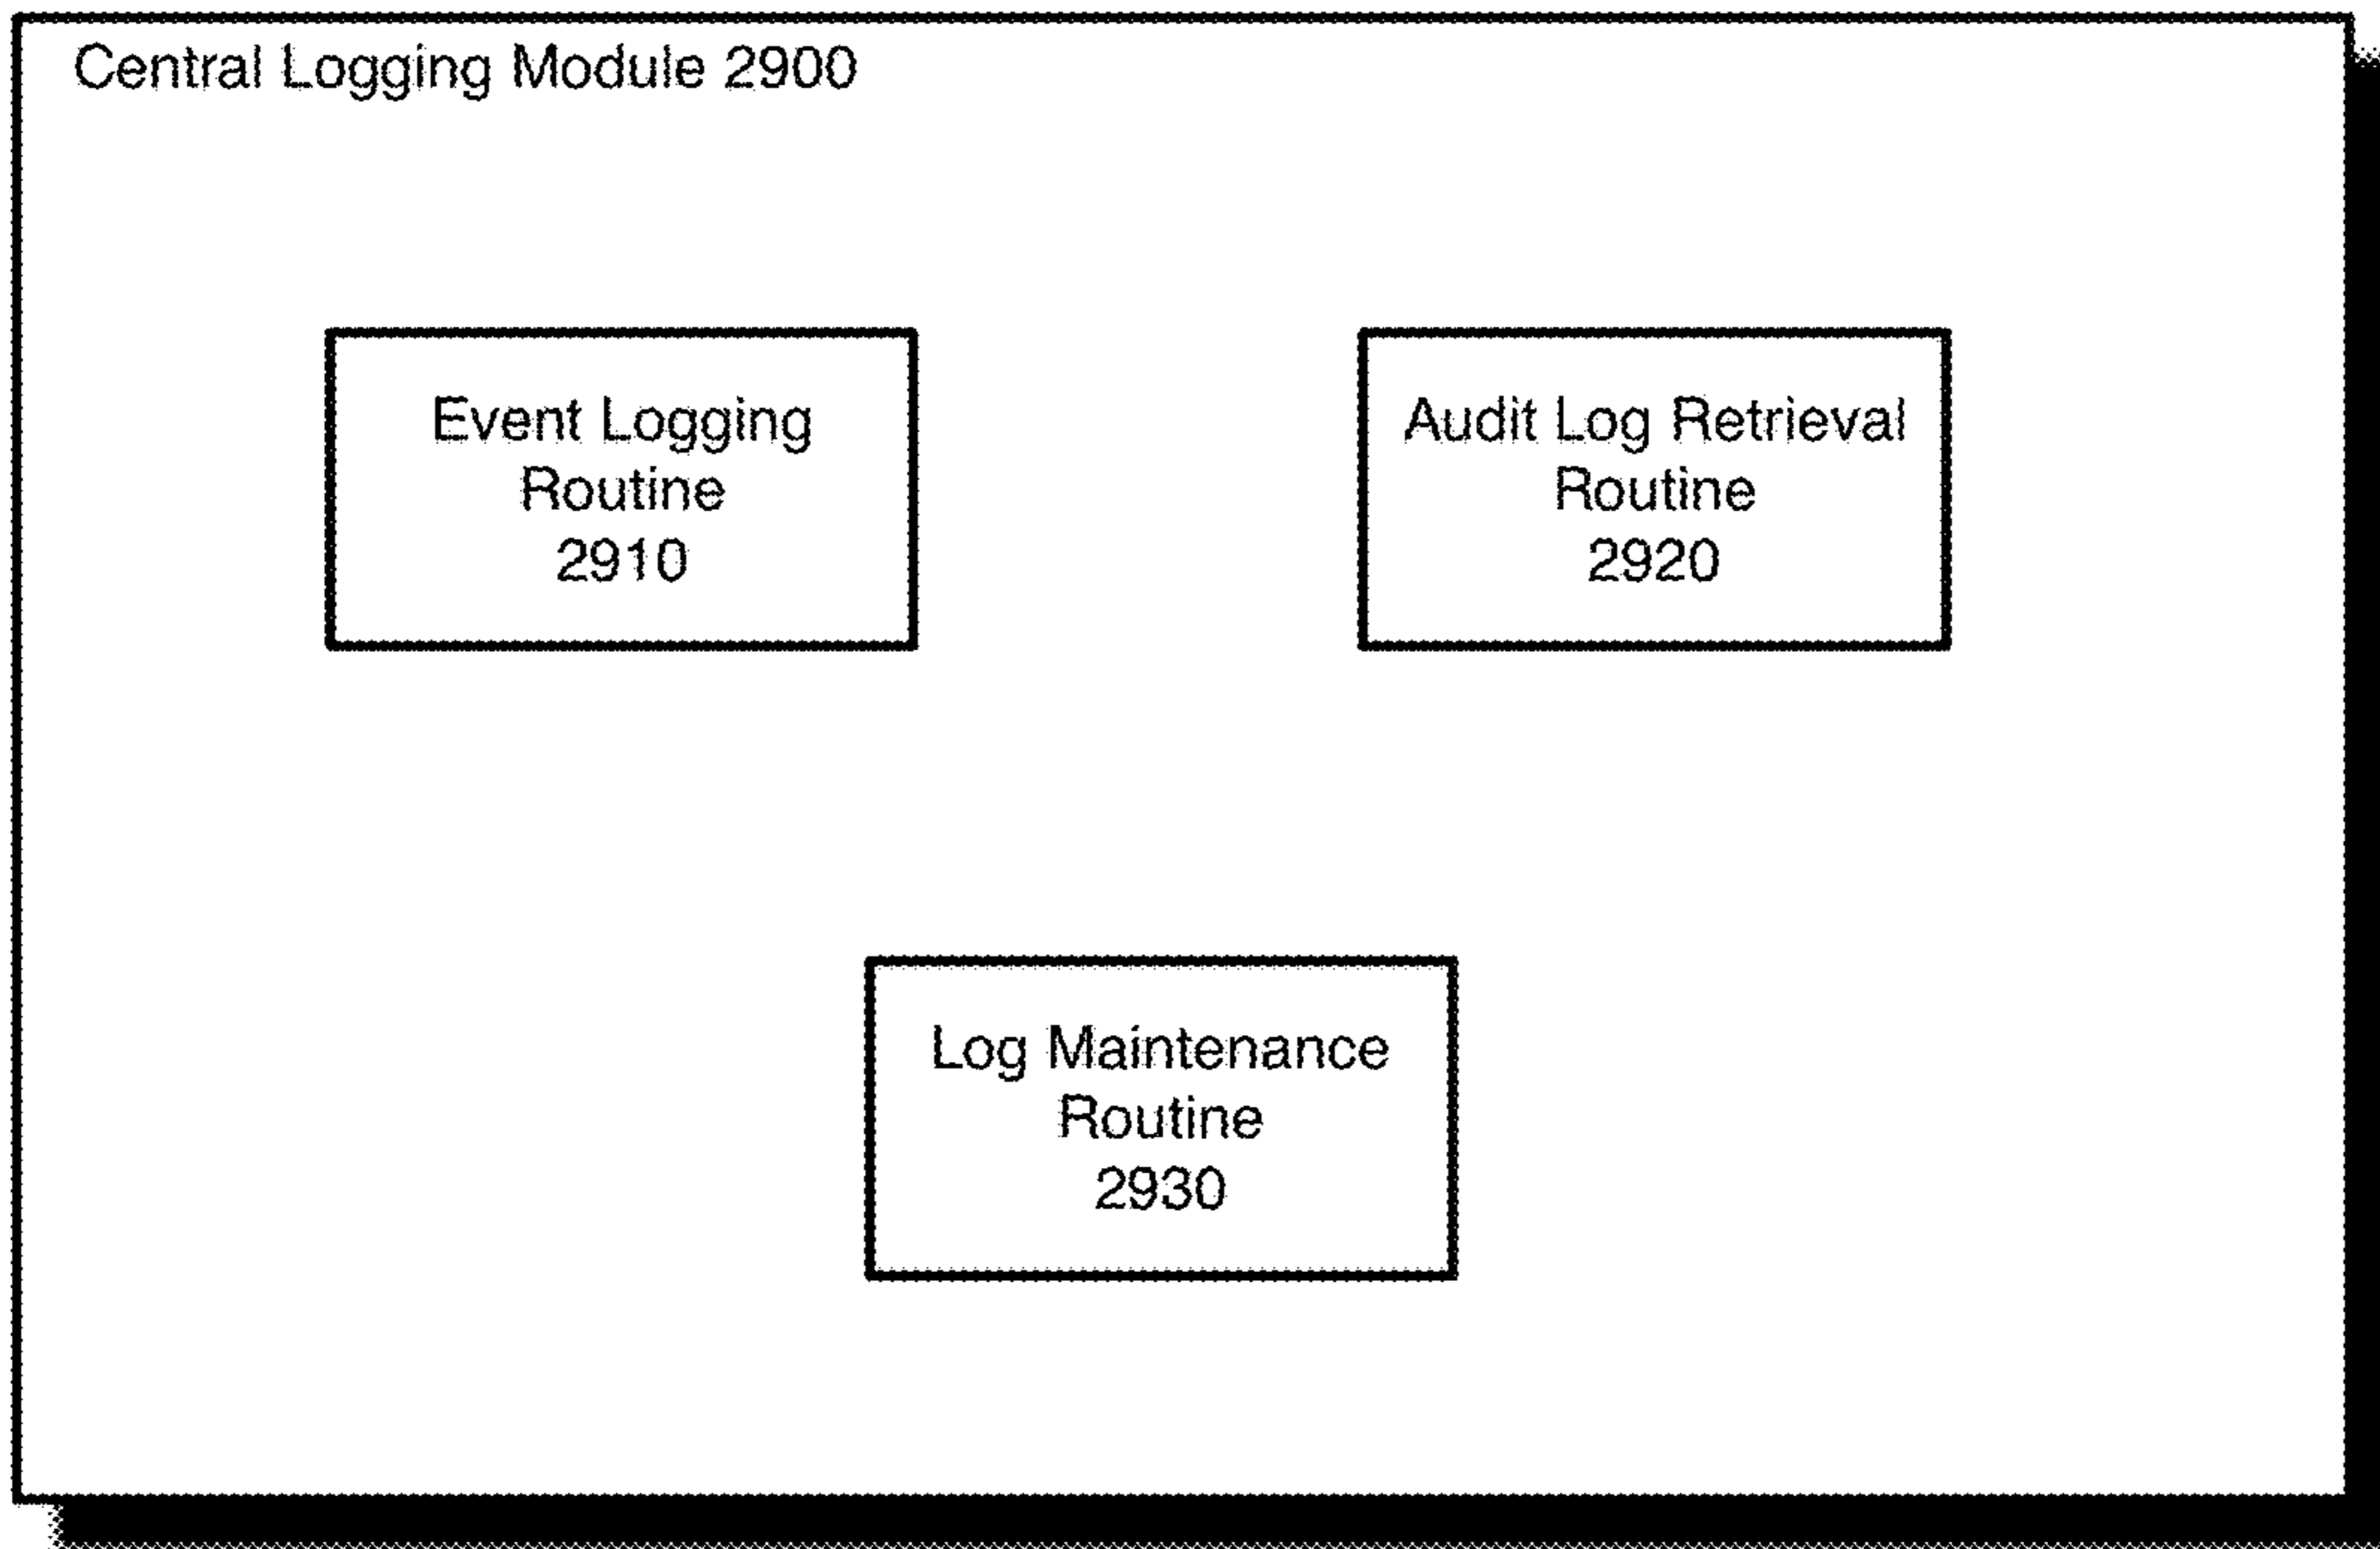 Central Logging Module 2900
Event Logging
Routine
2910
Audit Log Retrieval
Routine
2920
Log Maintenance
Routine
2930